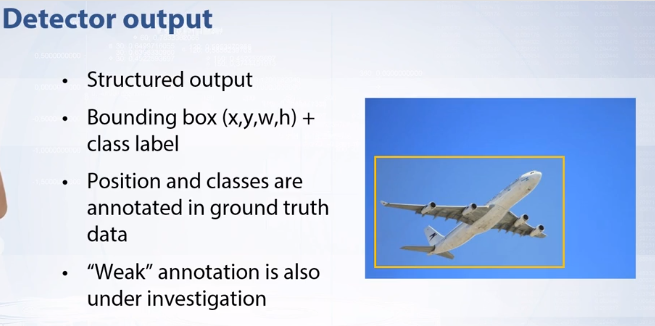 Detector output
• Structured output
• Bounding box (x,y,w,h) +
class label
• Position and classes are
annotated in ground truth
data
• “Weak” annotation is also
under investigation